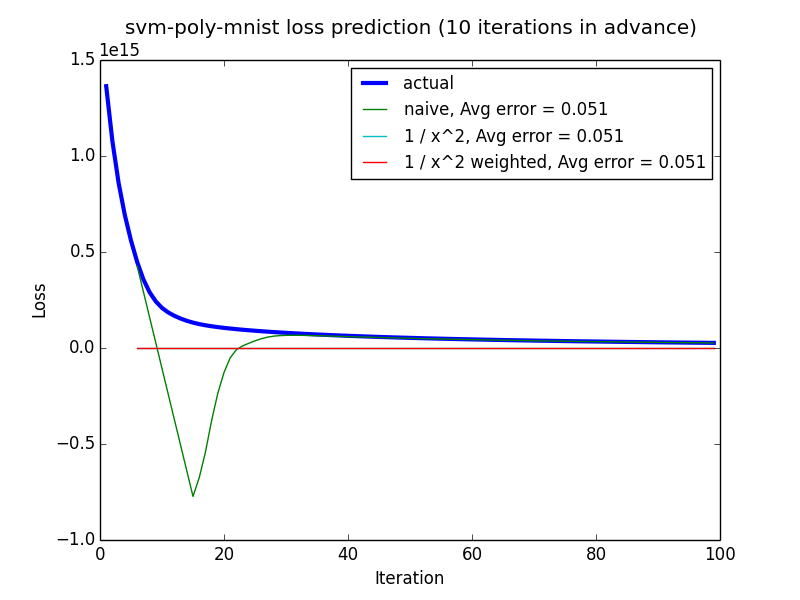 svm-poly-mnist loss prediction (10 iterations in advance)
1e15
actual
naive, Avg error = 0.051
1 / x^2, Avg error = 0.051
1 / x^2 weighted, Avg error = 0.051
1.5
1.0
0.5
0.0
−0.5
−1.0
Loss
0 20 40 60 80 100
Iteration